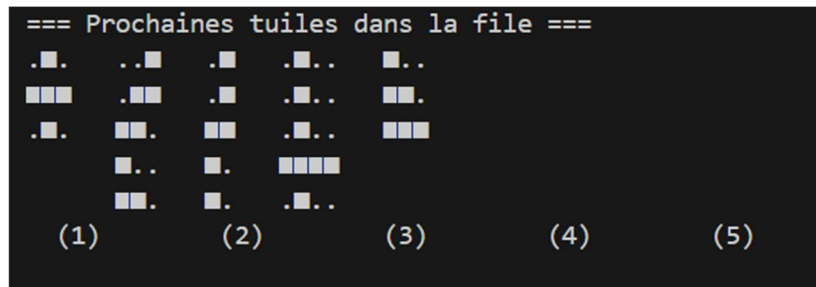 === Prochaines tuiles dans la file ===
.■.   ..■   .■   .■..   ■..
■■■   .■■   .■   .■..   ■■.
.■.   ■■.   ■■   .■..   ■■■
      ■..   ■.   ■■■■
      ■■.   ■.   .■..
  (1)        (2)        (3)        (4)        (5)